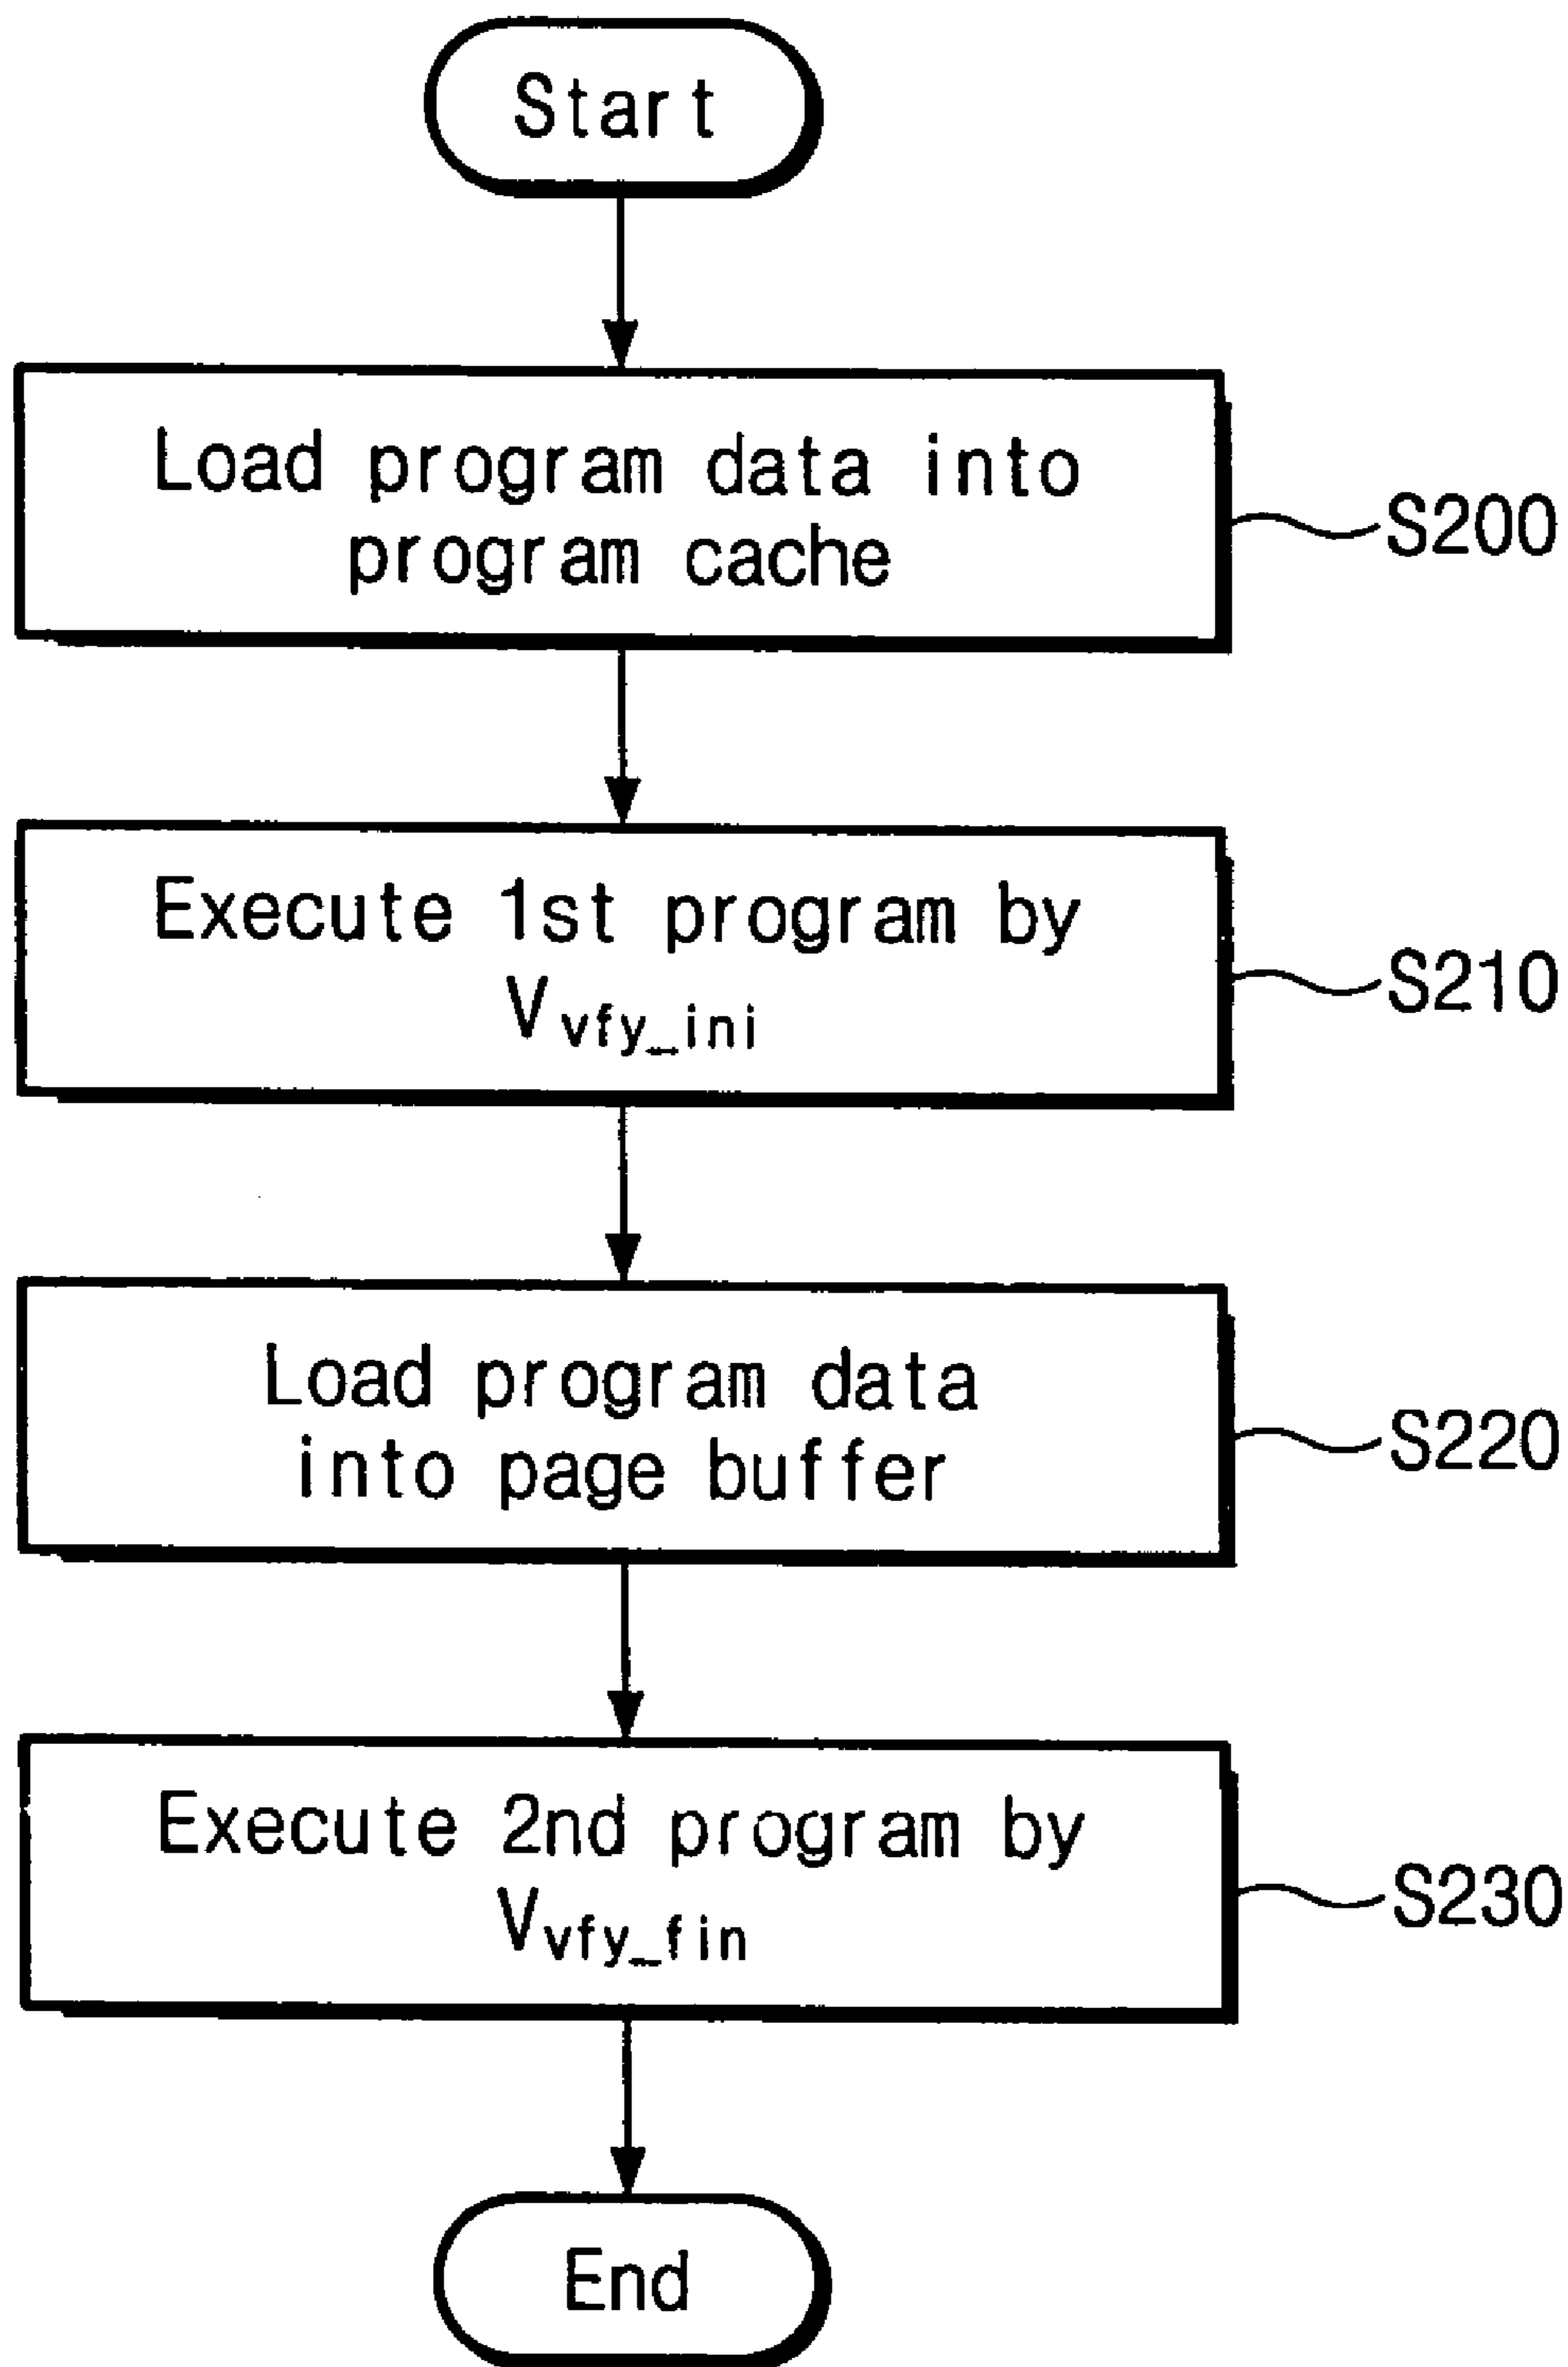 Start
Load program data into
program cache
S200
Execute 1st program by
Vvfy_ini
S210
Load program data
into page buffer
S220
Execute 2nd program by
Vvfy_fin
S230
End